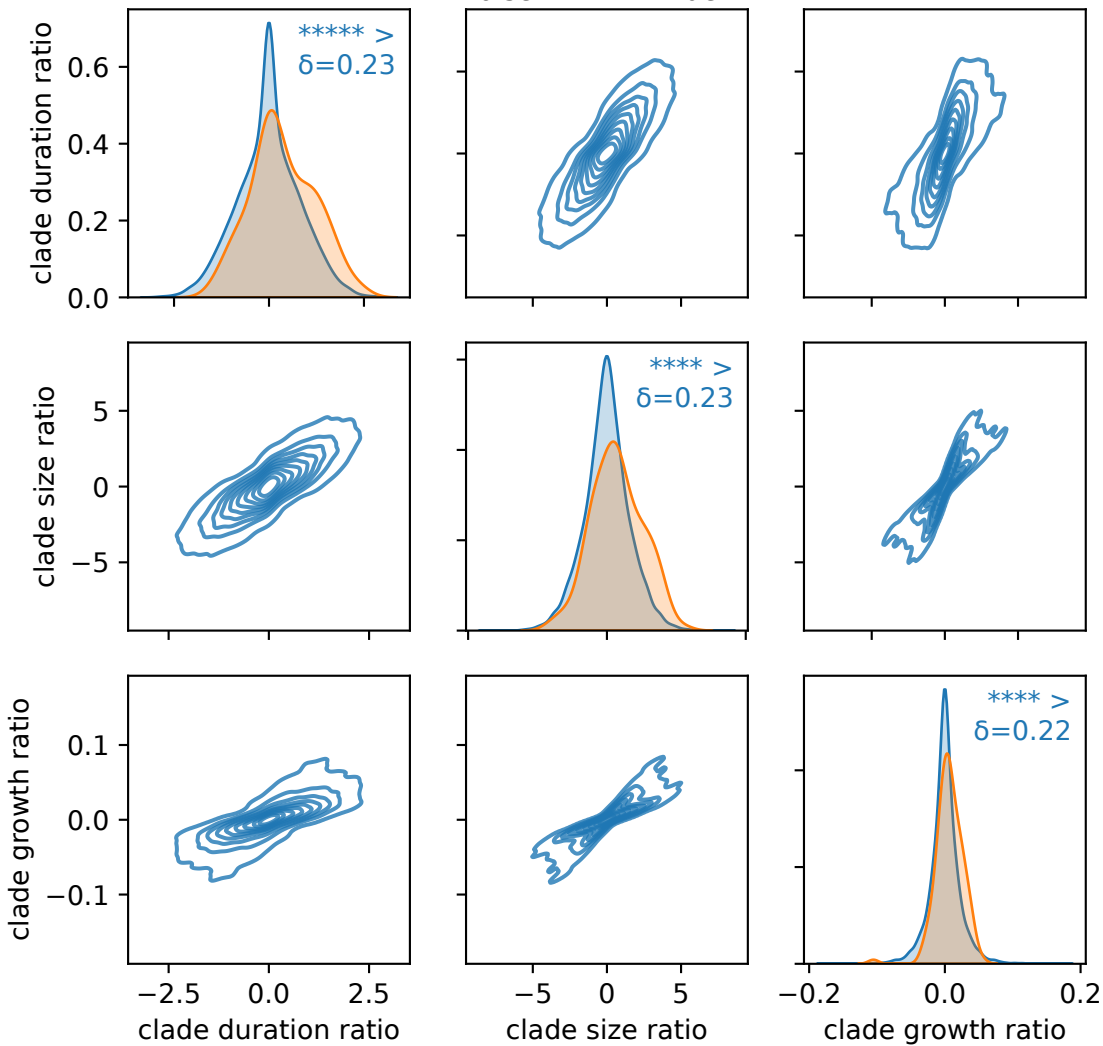 clade duration ratio
0.6
0.4
0.2
0.0
***** >
δ=0.23
clade size ratio
5
0
−5
**** >
δ=0.23
clade growth ratio
0.1
0.0
−0.1
**** >
δ=0.22
−2.5
0.0
2.5
−5
0
5
−0.2
0.0
0.2
clade duration ratio
clade size ratio
clade growth ratio